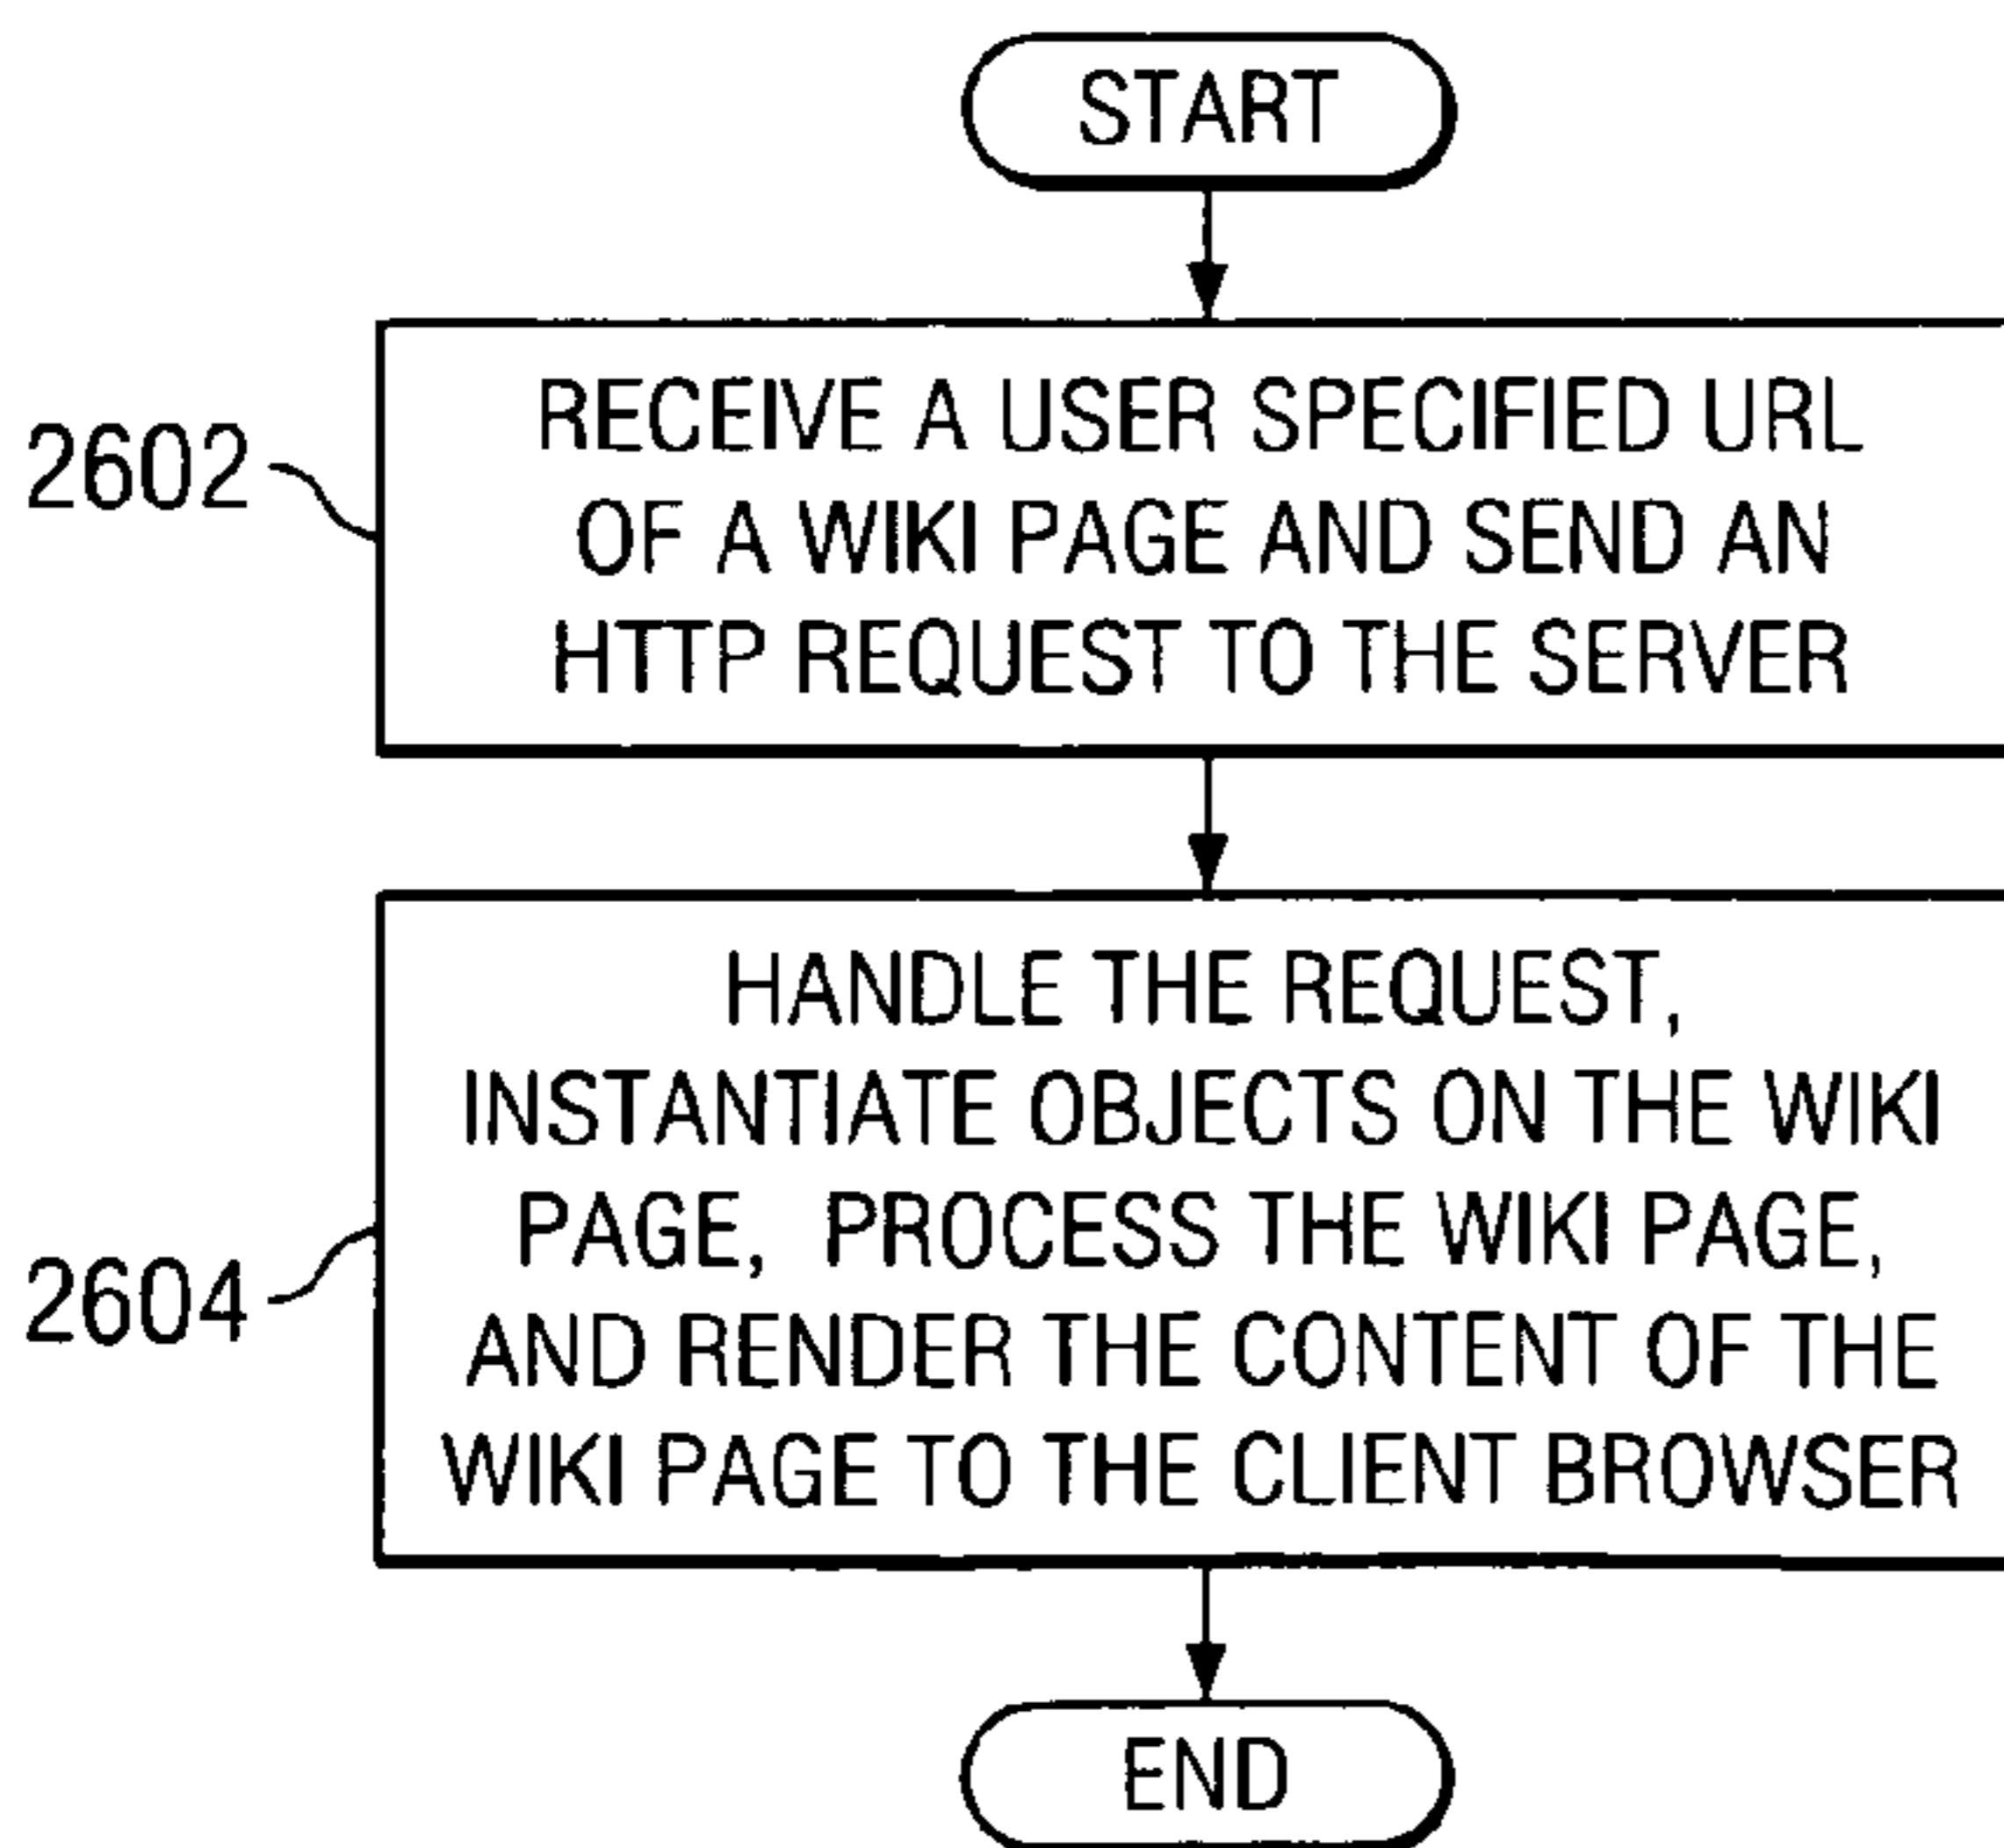 START
2602
RECEIVE A USER SPECIFIED URL
OF A WIKI PAGE AND SEND AN
HTTP REQUEST TO THE SERVER
2604
HANDLE THE REQUEST,
INSTANTIATE OBJECTS ON THE WIKI
PAGE, PROCESS THE WIKI PAGE,
AND RENDER THE CONTENT OF THE
WIKI PAGE TO THE CLIENT BROWSER
END